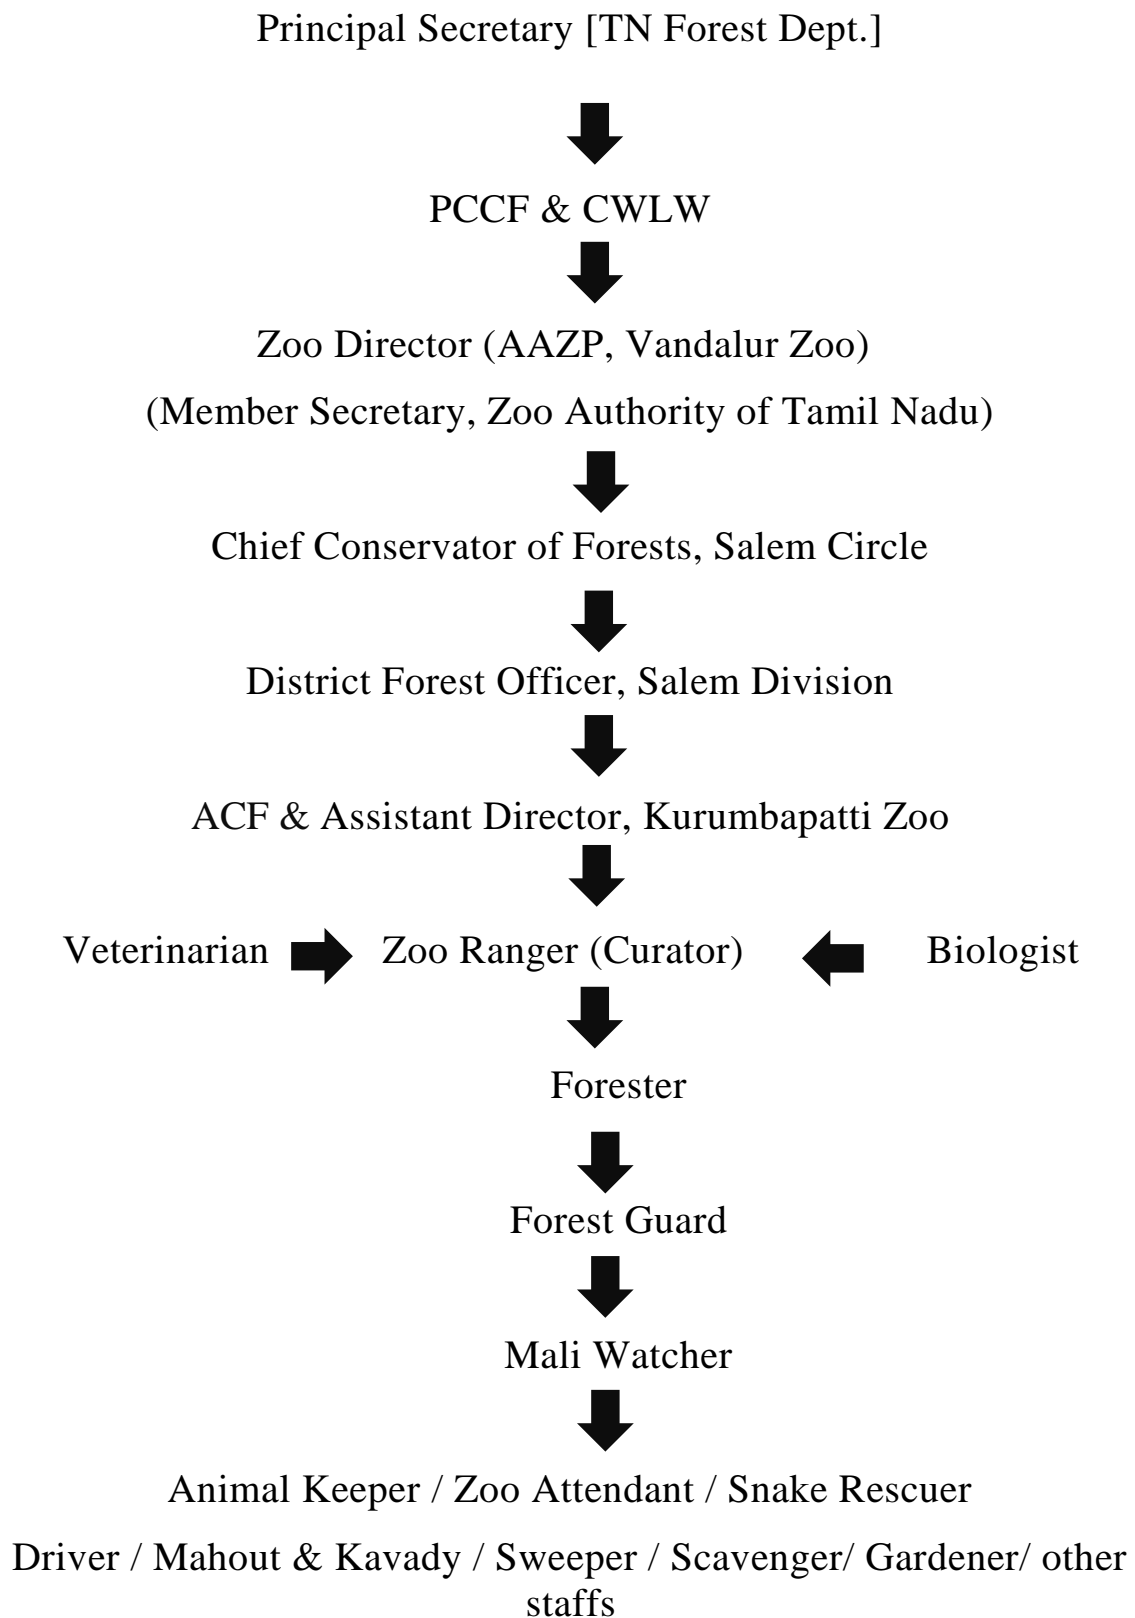 Principal Secretary [TN Forest Dept.]
PCCF & CWLW
Zoo Director (AAZP, Vandalur Zoo)
(Member Secretary, Zoo Authority of Tamil Nadu)
Chief Conservator of Forests, Salem Circle
District Forest Officer, Salem Division
ACF & Assistant Director, Kurumbapatti Zoo
Veterinarian Zoo Ranger (Curator) Biologist
Forester
Forest Guard
Mali Watcher
Animal Keeper / Zoo Attendant / Snake Rescuer
Driver / Mahout & Kavady / Sweeper / Scavenger/ Gardener/ other
staffs